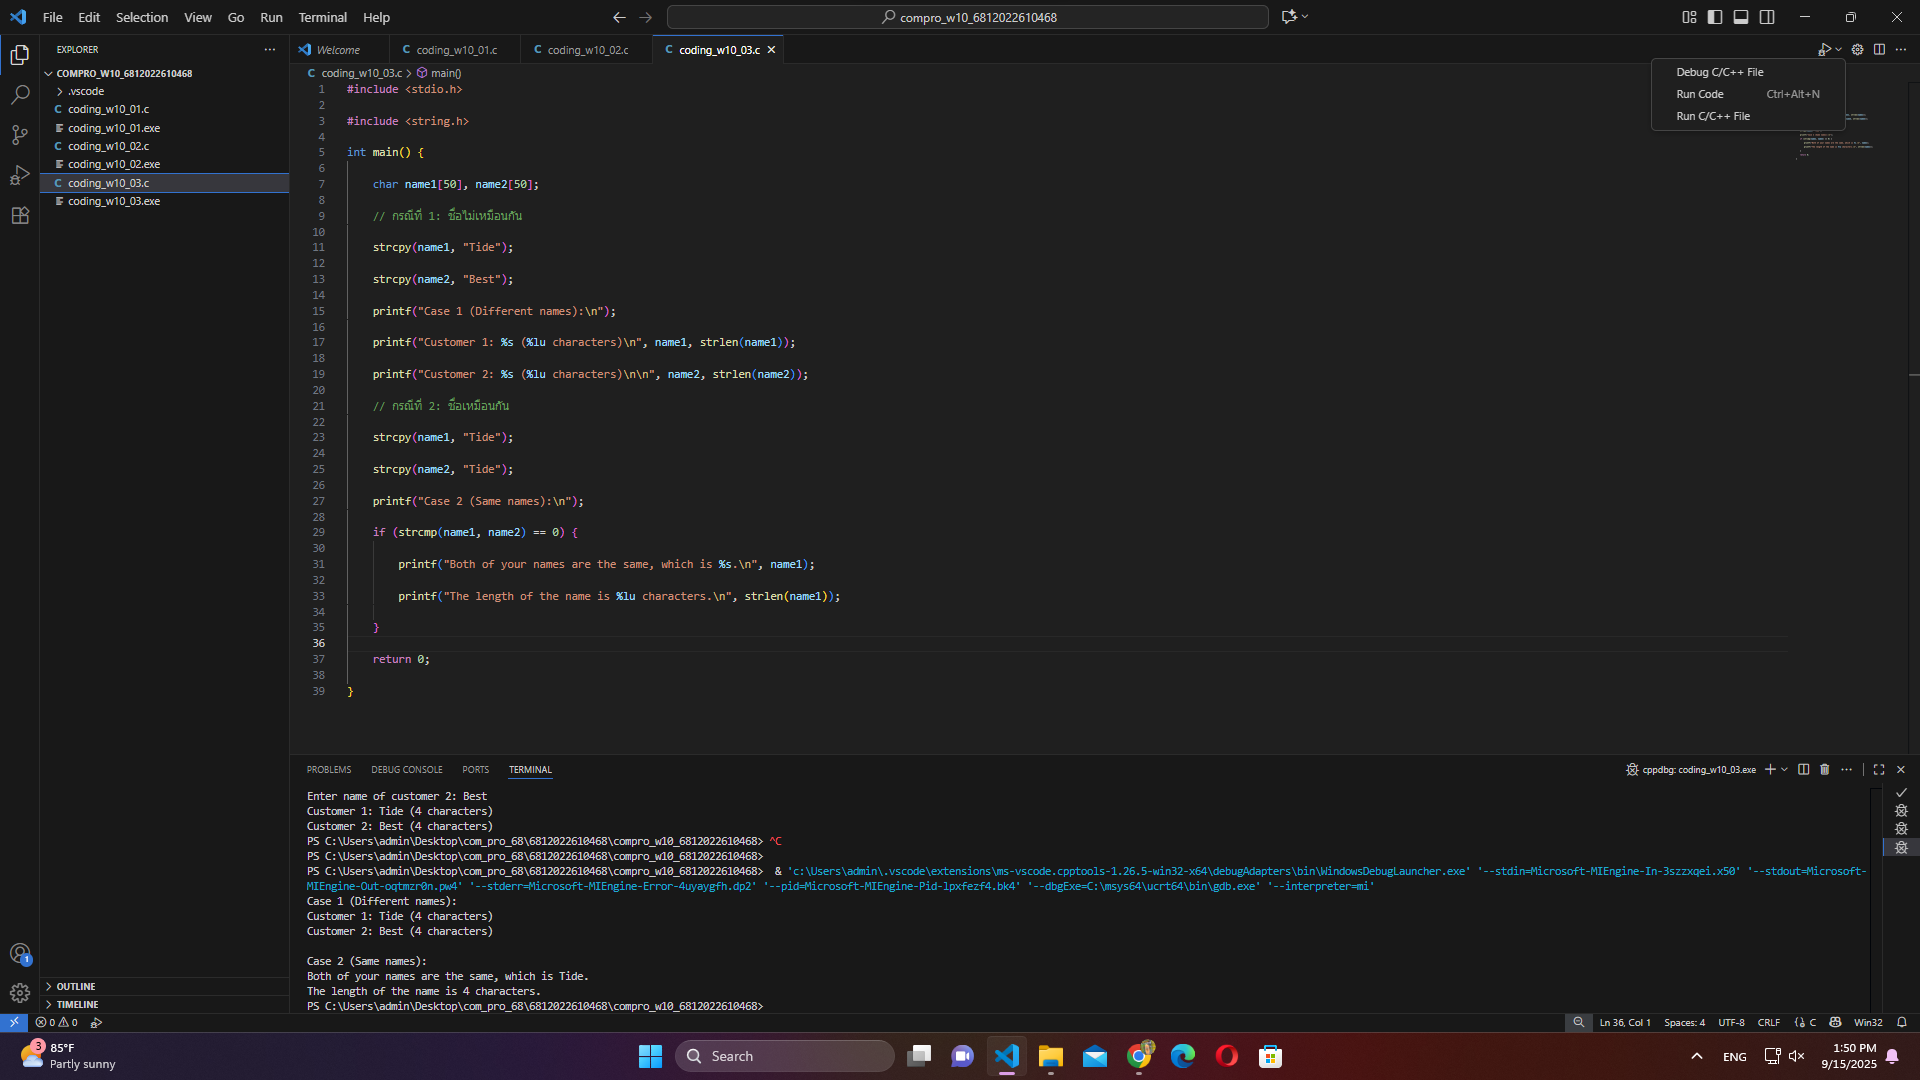 File Edit Selection View Go Run Terminal Help
compro_w10_6812022610468
EXPLORER
COMPRO_W10_6812022610468
.vscode
C coding_w10_01.c
coding_w10_01.exe
C coding_w10_02.c
coding_w10_02.exe
C coding_w10_03.c
coding_w10_03.exe
OUTLINE
TIMELINE
Welcome
C coding_w10_01.c
C coding_w10_02.c
C coding_w10_03.c
C coding_w10_03.c > main()
Debug C/C++ File
Run Code Ctrl+Alt+N
Run C/C++ File
1 #include <stdio.h>
2
3 #include <string.h>
4
5 int main() {
6
7 char name1[50], name2[50];
8
9 // กรณีที่ 1: ชื่อไม่เหมือนกัน
10
11 strcpy(name1, "Tide");
12
13 strcpy(name2, "Best");
14
15 printf("Case 1 (Different names):\n");
16
17 printf("Customer 1: %s (%lu characters)\n", name1, strlen(name1));
18
19 printf("Customer 2: %s (%lu characters)\n\n", name2, strlen(name2));
20
21 // กรณีที่ 2: ชื่อเหมือนกัน
22
23 strcpy(name1, "Tide");
24
25 strcpy(name2, "Tide");
26
27 printf("Case 2 (Same names):\n");
28
29 if (strcmp(name1, name2) == 0) {
30
31 printf("Both of your names are the same, which is %s.\n", name1);
32
33 printf("The length of the name is %lu characters.\n", strlen(name1));
34
35 }
36
37 return 0;
38
39 }
PROBLEMS DEBUG CONSOLE PORTS TERMINAL
cppdbg: coding_w10_03.exe
Enter name of customer 2: Best
Customer 1: Tide (4 characters)
Customer 2: Best (4 characters)
PS C:\Users\admin\Desktop\com_pro_68\6812022610468\compro_w10_6812022610468> ^C
PS C:\Users\admin\Desktop\com_pro_68\6812022610468\compro_w10_6812022610468>
PS C:\Users\admin\Desktop\com_pro_68\6812022610468\compro_w10_6812022610468> & 'c:\Users\admin\.vscode\extensions\ms-vscode.cpptools-1.26.5-win32-x64\debugAdapters\bin\WindowsDebugLauncher.exe' '--stdin=Microsoft-MIEngine-In-3szzxqei.x50' '--stdout=Microsoft-
MIEngine-Out-oqtmzr0n.pw4' '--stderr=Microsoft-MIEngine-Error-4uyaygfh.dp2' '--pid=Microsoft-MIEngine-Pid-lpxfezf4.bk4' '--dbgExe=C:\msys64\ucrt64\bin\gdb.exe' '--interpreter=mi'
Case 1 (Different names):
Customer 1: Tide (4 characters)
Customer 2: Best (4 characters)

Case 2 (Same names):
Both of your names are the same, which is Tide.
The length of the name is 4 characters.
PS C:\Users\admin\Desktop\com_pro_68\6812022610468\compro_w10_6812022610468>
1
0 0
Ln 36, Col 1 Spaces: 4 UTF-8 CRLF {} C Win32
3
85°F
Partly sunny
Search
ENG
1:50 PM
9/15/2025